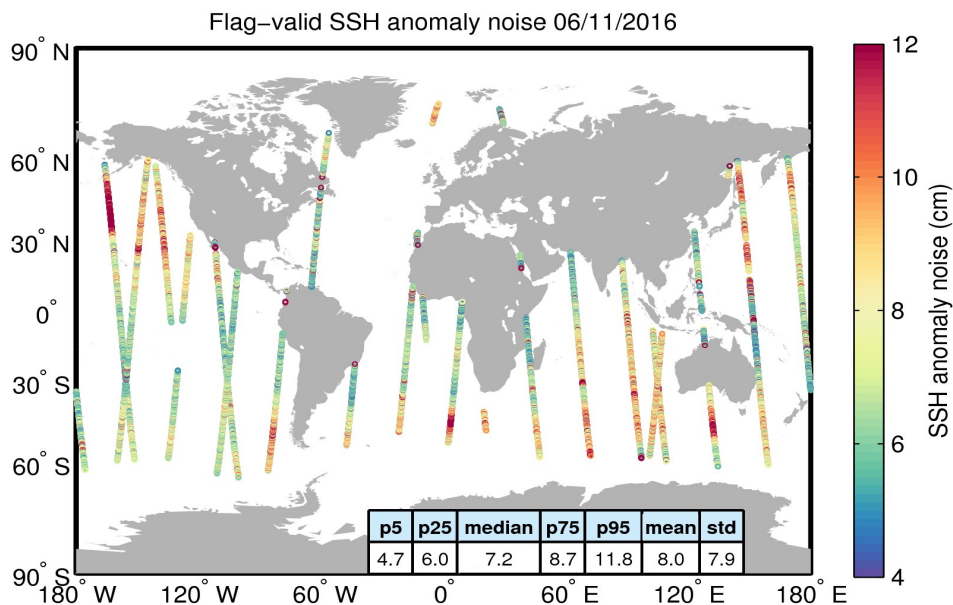 Flag−valid SSH anomaly noise 06/11/2016
90° N
60° N
30° N
0°
30° S
60° S
90° S
180° W
120° W
60° W
0°
60° E
120° E
180° E
p5 p25 median p75 p95 mean std
4.7 6.0 7.2 8.7 11.8 8.0 7.9
12
10
8
6
4
SSH anomaly noise (cm)